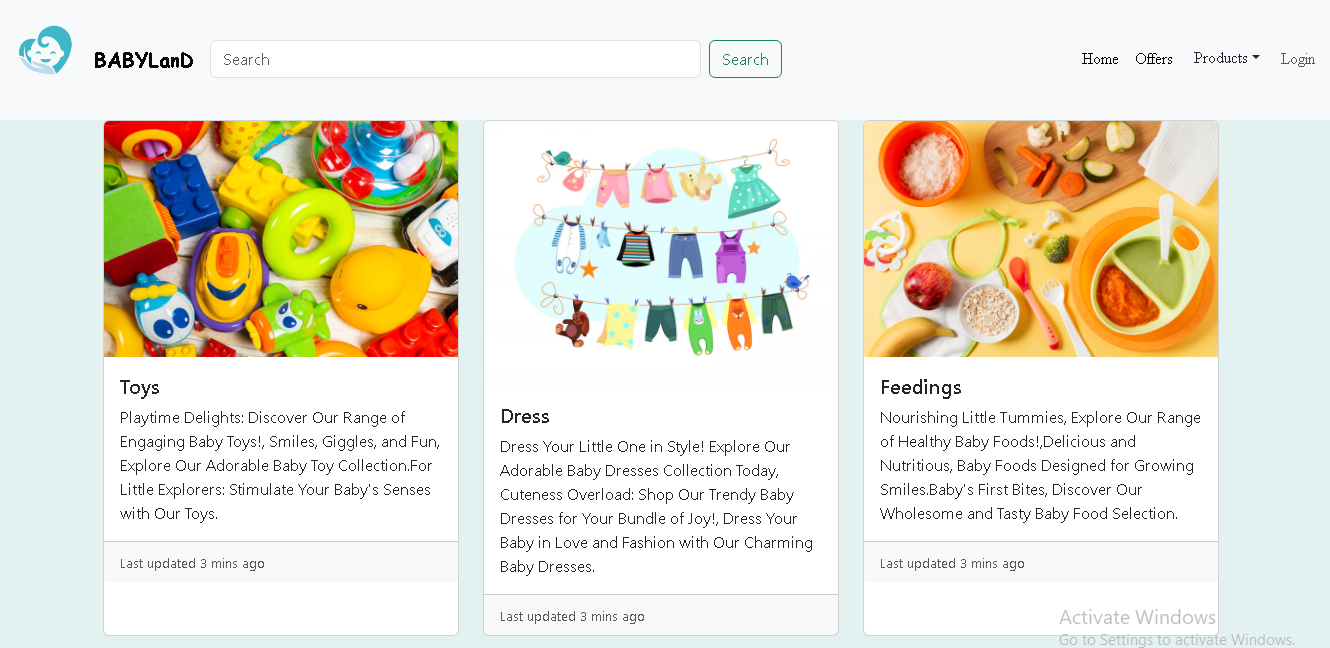 BABYLanD
Search
Search
Home
Offers
Products
Login
Toys
Playtime Delights: Discover Our Range of
Engaging Baby Toys!, Smiles, Giggles, and Fun,
Explore Our Adorable Baby Toy Collection.For
Little Explorers: Stimulate Your Baby's Senses
with Our Toys.
Last updated 3 mins ago
Dress
Dress Your Little One in Style! Explore Our
Adorable Baby Dresses Collection Today,
Cuteness Overload: Shop Our Trendy Baby
Dresses for Your Bundle of Joy!, Dress Your
Baby in Love and Fashion with Our Charming
Baby Dresses.
Last updated 3 mins ago
Feedings
Nourishing Little Tummies, Explore Our Range
of Healthy Baby Foods!,Delicious and
Nutritious, Baby Foods Designed for Growing
Smiles.Baby's First Bites, Discover Our
Wholesome and Tasty Baby Food Selection.
Last updated 3 mins ago
Activate Windows
Go to Settings to activate Windows.